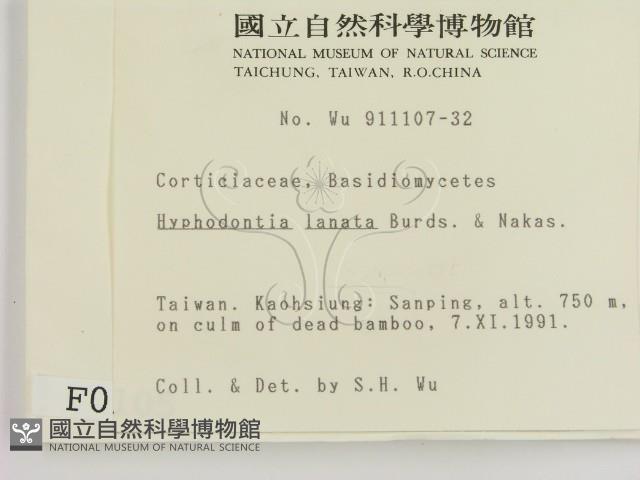 國立自然科學博物館
NATIONAL MUSEUM OF NATURAL SCIENCE
TAICHUNG, TAIWAN, R.O.CHINA
No. Wu 911107-32
Corticiaceae, Basidiomycetes
Hyphodontia lanata Burds. & Nakas.
Taiwan. Kaohsiung: Sanping, alt. 750 m,
on culm of dead bamboo, 7.XI.1991.
Coll. & Det. by S.H. Wu
F0
國立自然科學博物館
NATIONAL MUSEUM OF NATURAL SCIENCE